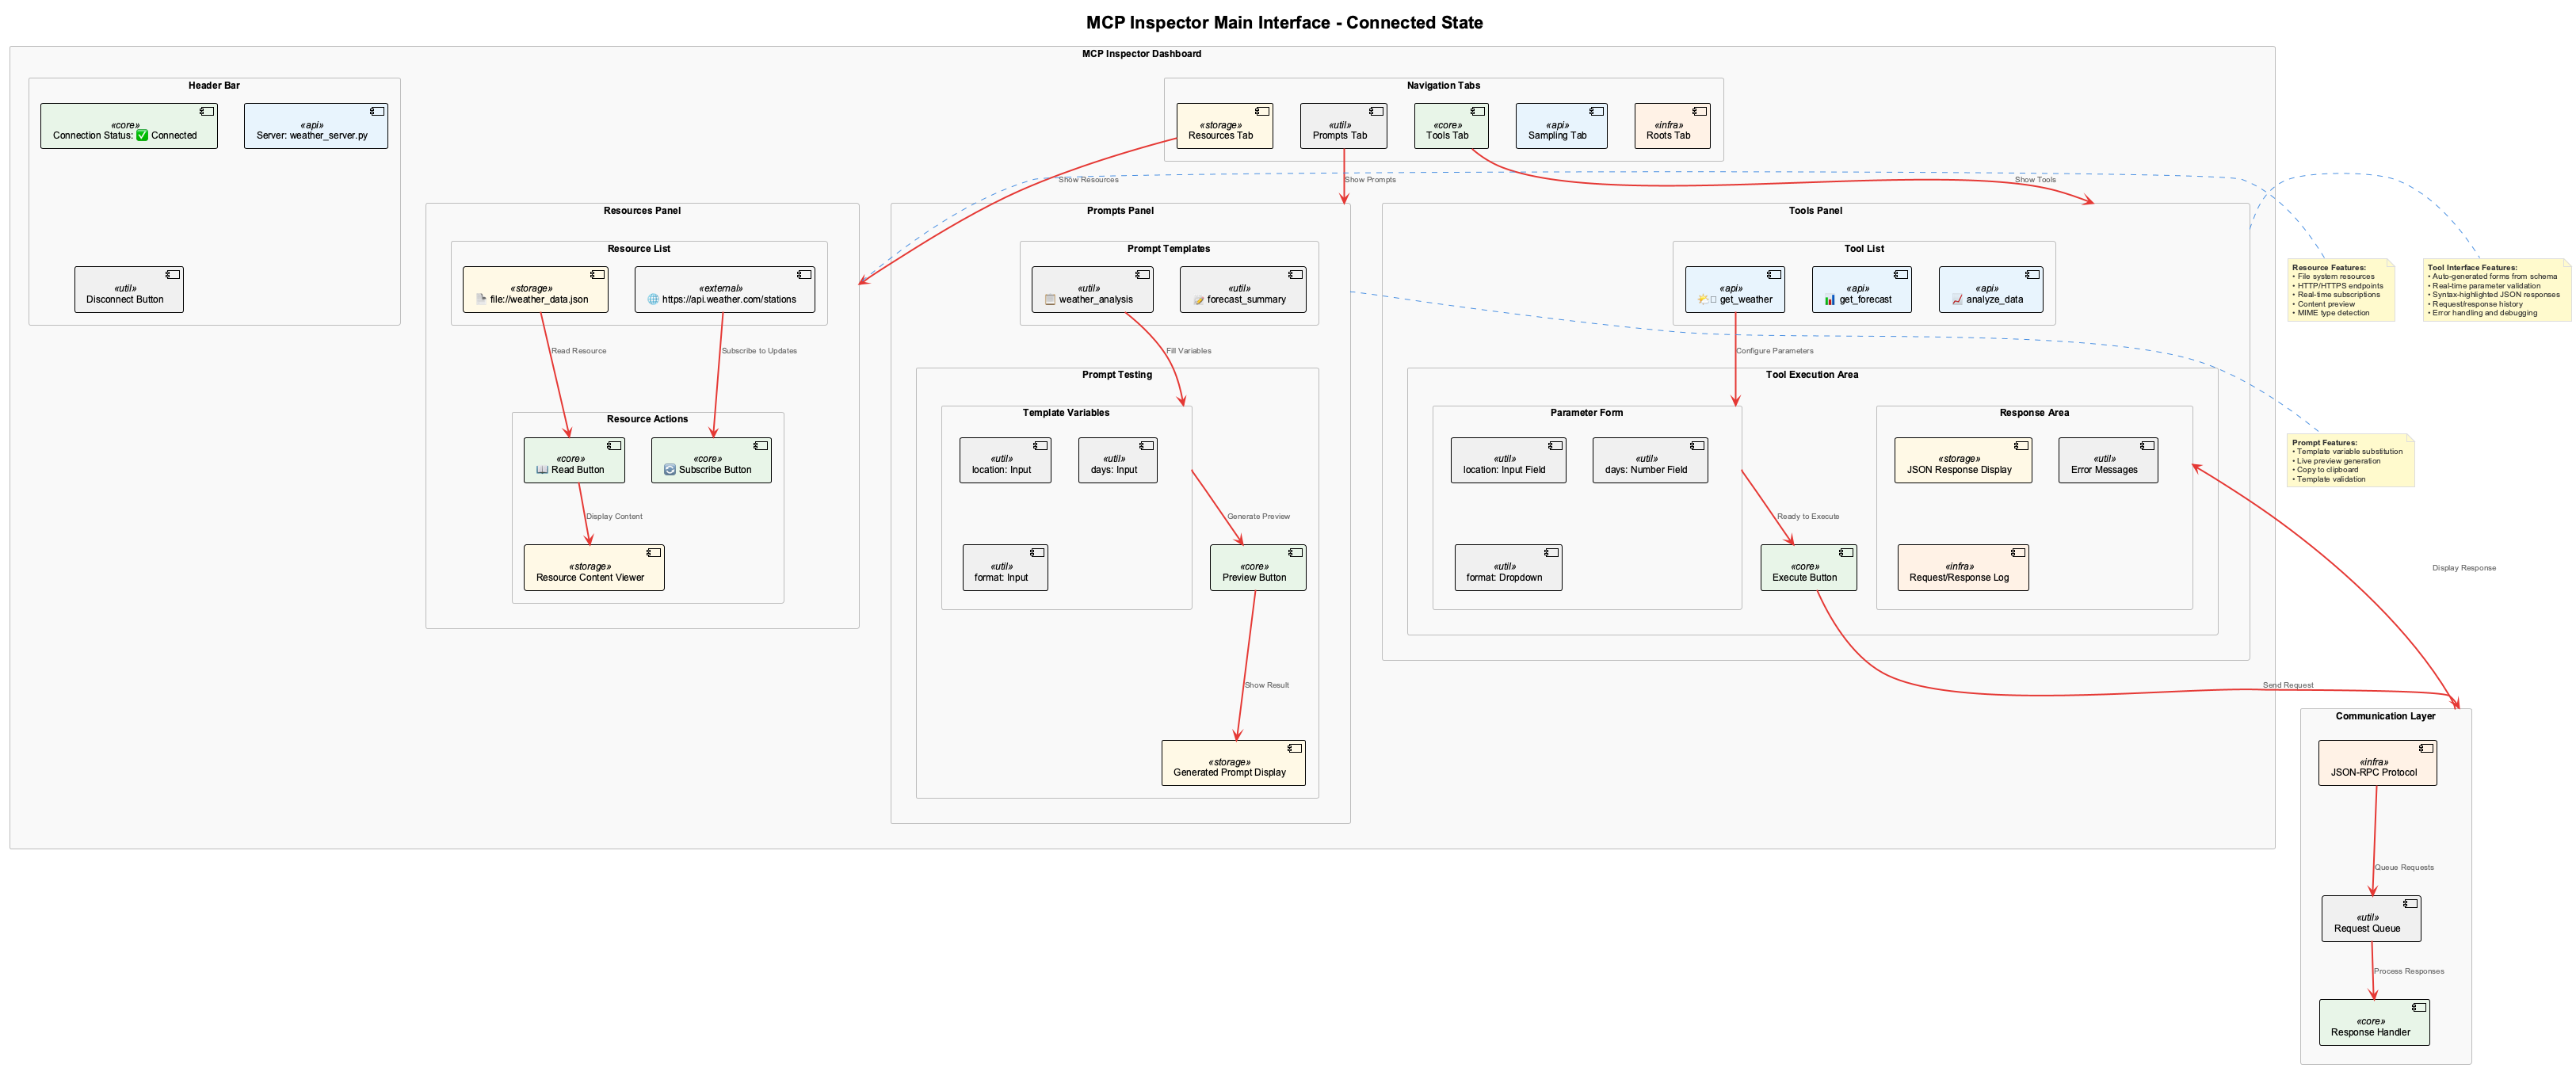 MCP Inspector Main Interface - Connected State
MCP Inspector Dashboard
Header Bar
«core»
Connection Status: ✅ Connected
«api»
Server: weather_server.py
«util»
Disconnect Button
Navigation Tabs
«storage»
Resources Tab
«util»
Prompts Tab
«core»
Tools Tab
«api»
Sampling Tab
«infra»
Roots Tab
Show Resources
Show Prompts
Show Tools
Resources Panel
Resource List
«storage»
file://weather_data.json
«external»
🌐 https://api.weather.com/stations
Read Resource
Subscribe to Updates
Resource Actions
«core»
📖 Read Button
«core»
🔄 Subscribe Button
Display Content
«storage»
Resource Content Viewer
Prompts Panel
Prompt Templates
«util»
weather_analysis
«util»
📝 forecast_summary
Fill Variables
Prompt Testing
Template Variables
«util»
location: Input
«util»
days: Input
«util»
format: Input
Generate Preview
«core»
Preview Button
Show Result
«storage»
Generated Prompt Display
Tools Panel
Tool List
«api»
get_weather
«api»
📊 get_forecast
«api»
📈 analyze_data
Configure Parameters
Tool Execution Area
Parameter Form
«util»
location: Input Field
«util»
days: Number Field
«util»
format: Dropdown
Ready to Execute
«core»
Execute Button
Response Area
«storage»
JSON Response Display
«util»
Error Messages
«infra»
Request/Response Log
Resource Features:
• File system resources
• HTTP/HTTPS endpoints
• Real-time subscriptions
• Content preview
• MIME type detection
Tool Interface Features:
• Auto-generated forms from schema
• Real-time parameter validation
• Syntax-highlighted JSON responses
• Request/response history
• Error handling and debugging
Prompt Features:
• Template variable substitution
• Live preview generation
• Copy to clipboard
• Template validation
Display Response
Send Request
Communication Layer
«infra»
JSON-RPC Protocol
Queue Requests
«util»
Request Queue
Process Responses
«core»
Response Handler